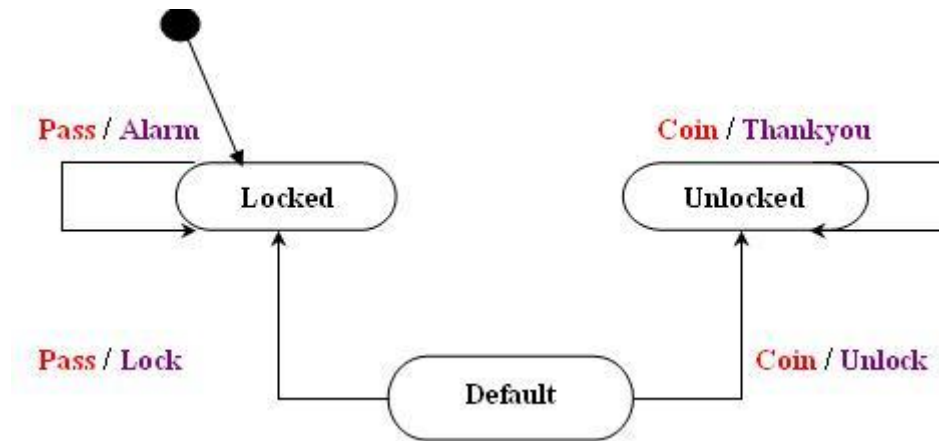 Pass / Alarm
Coin / Thankyou
Locked
Unlocked
Pass / Lock
Coin / Unlock
Default